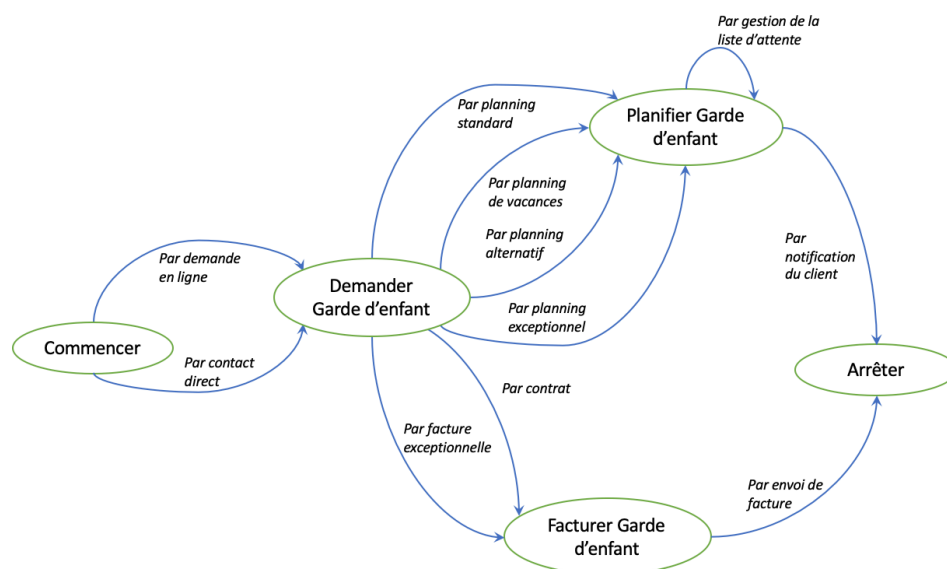 Par gestion de la
liste d'attente
Par planning
standard
Planifier Garde
d'enfant
Par planning
de vacances
Par planning
alternatif
Par demande
en ligne
Par
notification
du client
Demander
Garde d'enfant
Par planning
exceptionnel
Commencer
Par contact
direct
Arrêter
Par contrat
Par facture
exceptionnelle
Par envoi de
facture
Facturer Garde
d'enfant